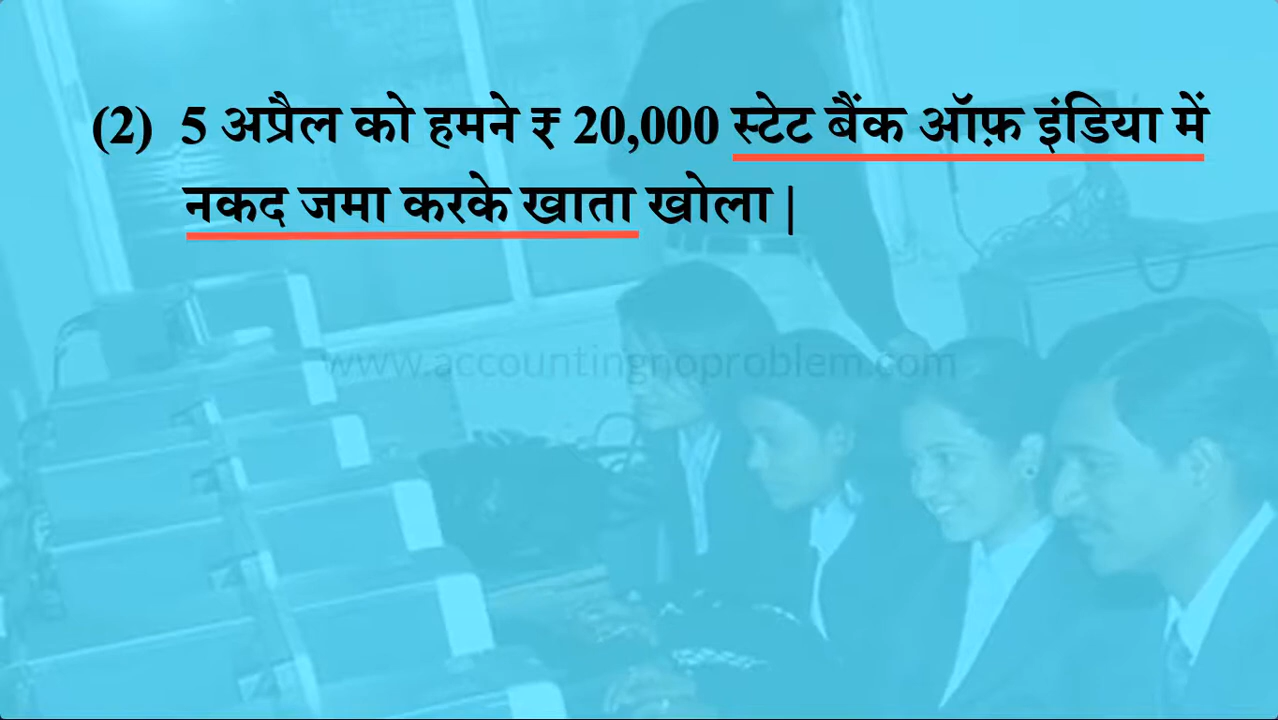 (2) 5 अप्रैल को हमने ₹ 20,000 स्टेट बैंक ऑफ़ इंडिया में
नकद जमा करके खाता खोला |
www.accountingnoproblem.com